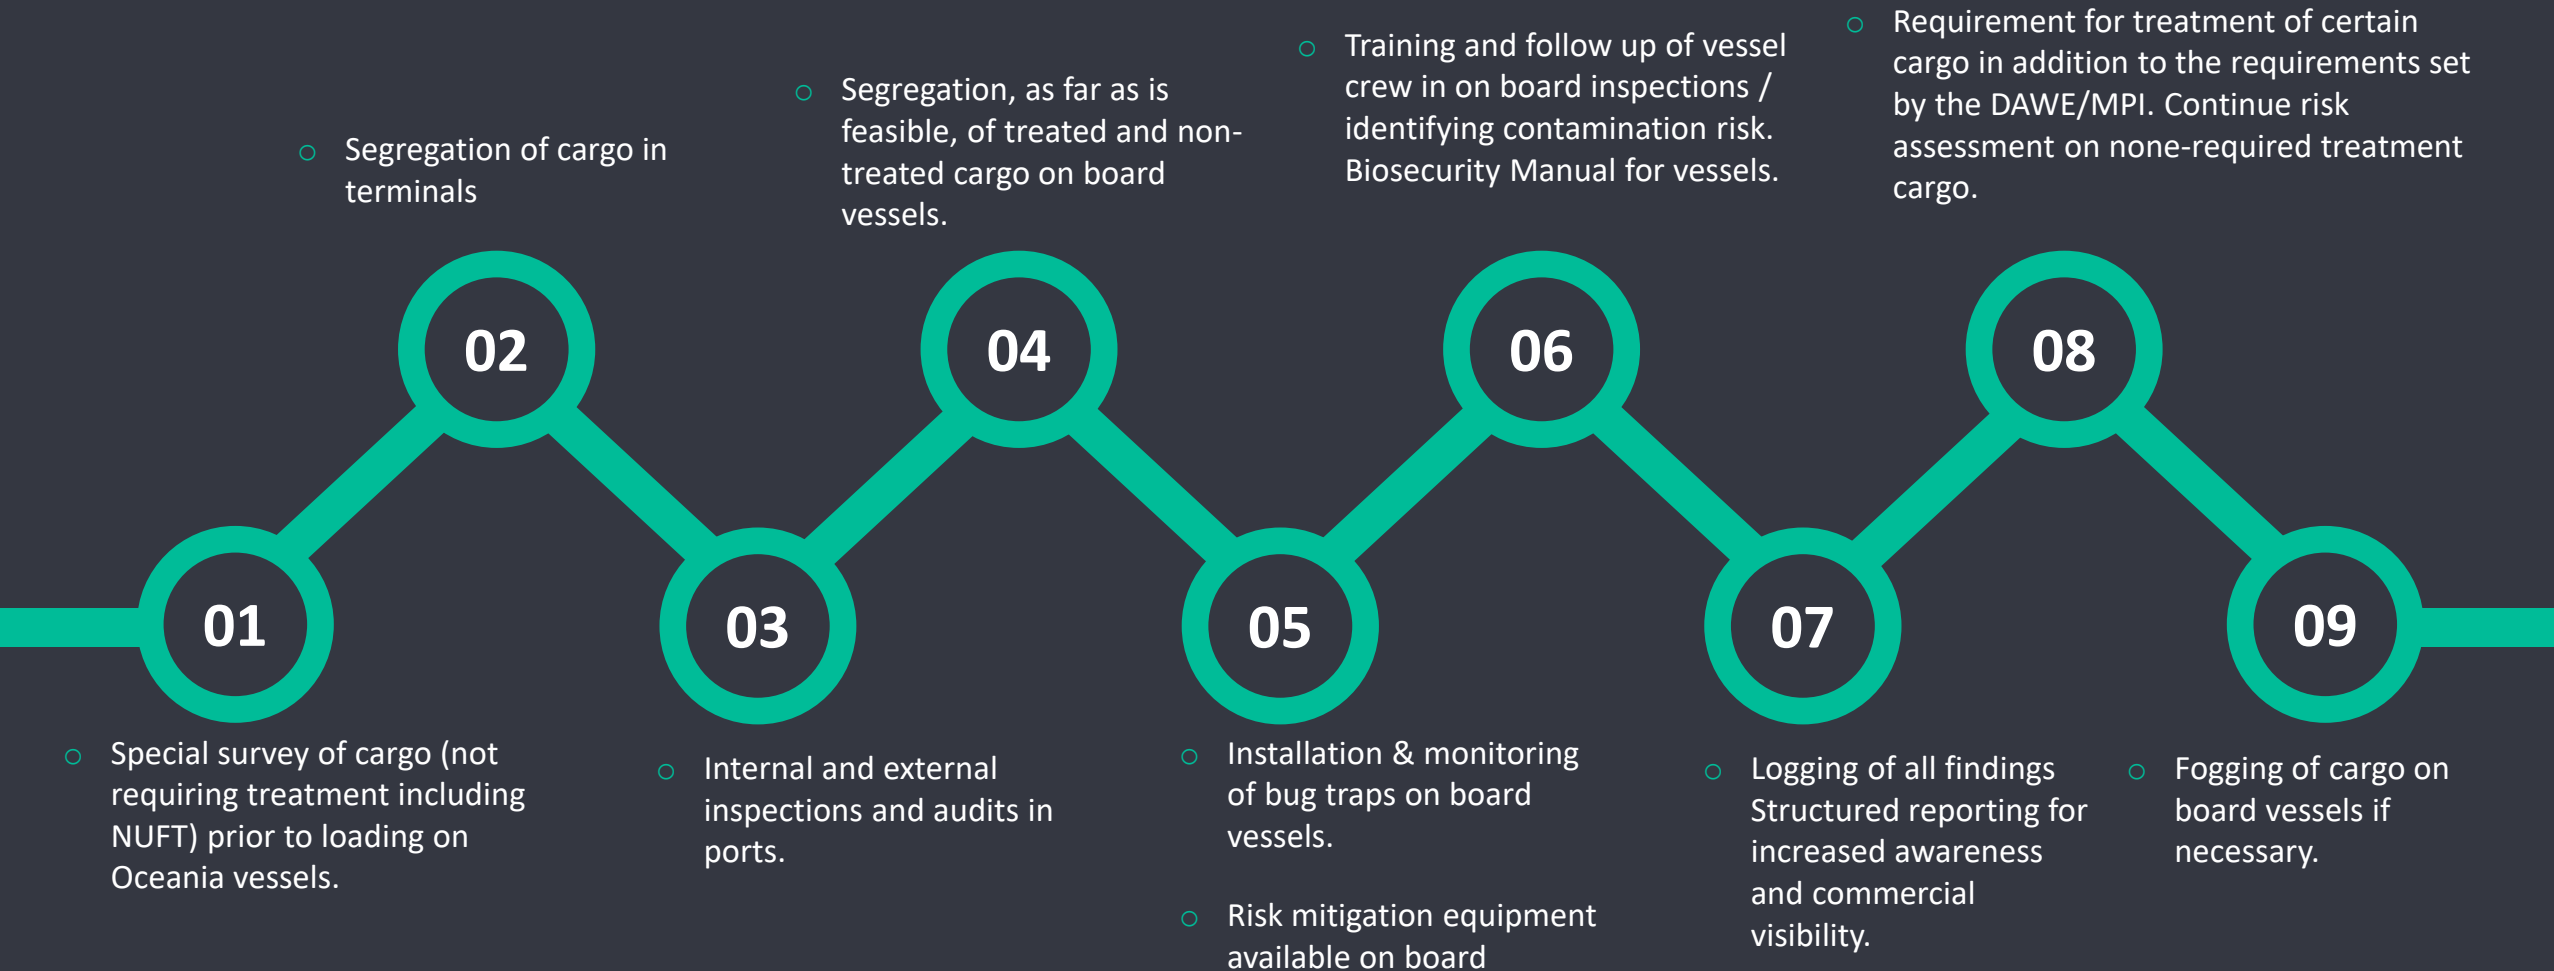 01
Special survey of cargo (not
requiring treatment including
NUFT) prior to loading on
Oceania vessels.
02
Segregation of cargo in
terminals
03
Internal and external
inspections and audits in
ports.
04
Segregation, as far as is
feasible, of treated and non-
treated cargo on board
vessels.
05
Installation & monitoring
of bug traps on board
vessels.
Risk mitigation equipment
available on board
06
Training and follow up of vessel
crew in on board inspections /
identifying contamination risk.
Biosecurity Manual for vessels.
07
Logging of all findings
Structured reporting for
increased awareness
and commercial
visibility.
08
Requirement for treatment of certain
cargo in addition to the requirements set
by the DAWE/MPI. Continue risk
assessment on none-required treatment
cargo.
09
Fogging of cargo on
board vessels if
necessary.